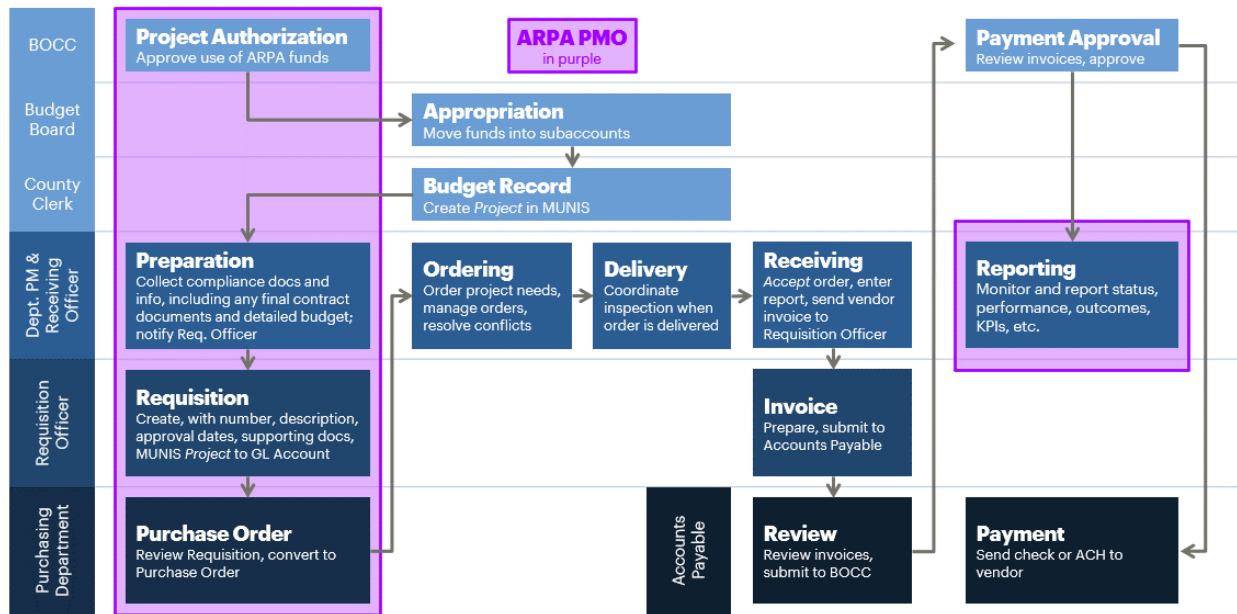 BOCC
Project Authorization
Approve use of ARPA funds
ARPA PMO
in purple
Payment Approval
Review invoices, approve
Budget
Board
Appropriation
Move funds into subaccounts
County
Clerk
Budget Record
Create Project in MUNIS
Dept. PM &
Receiving
Officer
Preparation
Collect compliance docs and
info, including any final contract
documents and detailed budget;
notify Req. Officer
Ordering
Order project needs,
manage orders,
resolve conflicts
Delivery
Coordinate
inspection when
order is delivered
Receiving
Accept order, enter
report, send vendor
invoice to
Requisition Officer
Reporting
Monitor and report status,
performance, outcomes,
KPIs, etc.
Requisition
Officer
Requisition
Create, with number, description,
approval dates, supporting docs,
MUNIS Project to GL Account
Invoice
Prepare, submit to
Accounts Payable
Purchasing
Department
Purchase Order
Review Requisition, convert to
Purchase Order
Accounts
Payable
Review
Review invoices,
submit to BOCC
Payment
Send check or ACH to
vendor